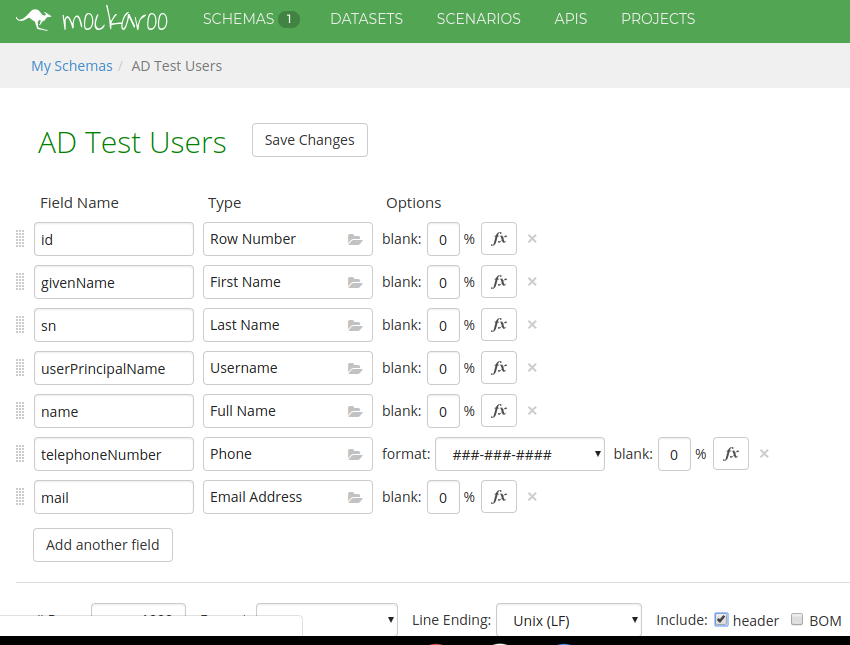 mockaroo SCHEMAS 1 DATASETS SCENARIOS APIS PROJECTS
My Schemas / AD Test Users
AD Test Users Save Changes
Field Name Type Options
id Row Number blank: 0 % fx ×
givenName First Name blank: 0 % fx ×
sn Last Name blank: 0 % fx ×
userPrincipalName Username blank: 0 % fx ×
name Full Name blank: 0 % fx ×
telephoneNumber Phone format: ###-###-#### blank: 0 % fx ×
mail Email Address blank: 0 % fx ×
Add another field
Line Ending: Unix (LF) Include: header BOM